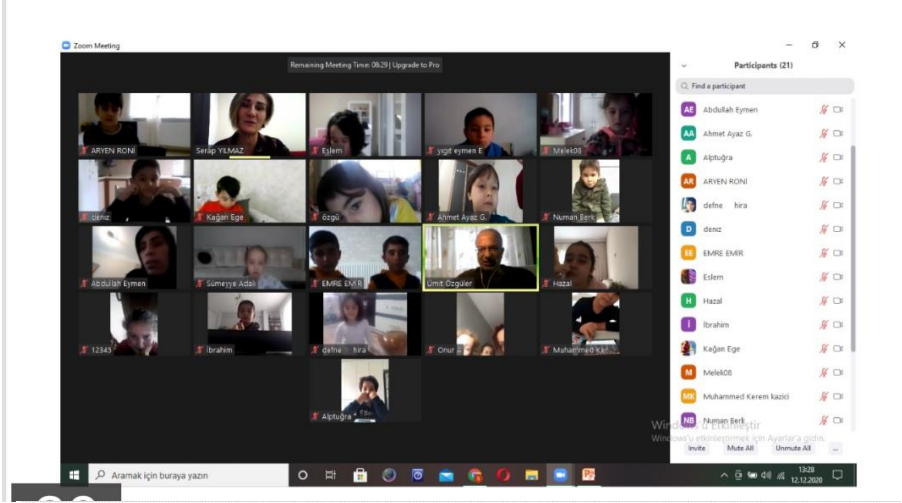 Zoom Meeting
Remaining Meeting Time: 08:29 | Upgrade to Pro
Participants (21)
Find a participant
ARYEN RONİ
Serap YILMAZ
Eslem
yigit eymen E
Melek08
deniz
Kağan Ege
özgü
Ahmet Ayaz G.
Numan Berk
Abdullah Eymen
Sümeyye Adalı
EMRE EMİR
Ümit Özgüler
Hazal
12345
İbrahim
defne hira
Onur
Muhammed Ke
Alptuğra
AE Abdullah Eymen
AA Ahmet Ayaz G.
A Alptuğra
AR ARYEN RONİ
defne hira
D deniz
EE EMRE EMİR
Eslem
H Hazal
İ İbrahim
Kağan Ege
M Melek08
MK Muhammed Kerem kazici
NB Numan Berk
Windows'u Etkinleştir
Windows'u etkinleştirmek için Ayarlar'a gidin.
Invite Mute All Unmute All ...
Aramak için buraya yazın
13:28
12.12.2020